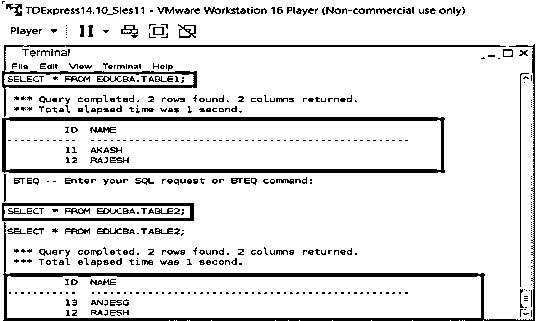 TDExpress14.10_Sles11 - VMware Workstation 16 Player (Non-commercial use only)
Player
Terminal
File Edit View Terminal Help
SELECT * FROM EDUCBA.TABLE1;
*** Query completed. 2 rows found. 2 columns returned.
*** Total elapsed time was 1 second.
ID NAME
----------- ------------------------------
11 AKASH
12 RAJESH
BTEQ -- Enter your SQL request or BTEQ command:
SELECT * FROM EDUCBA.TABLE2;
SELECT * FROM EDUCBA.TABLE2;
*** Query completed. 2 rows found. 2 columns returned.
*** Total elapsed time was 1 second.
ID NAME
----------- ------------------------------
13 ANJESG
12 RAJESH